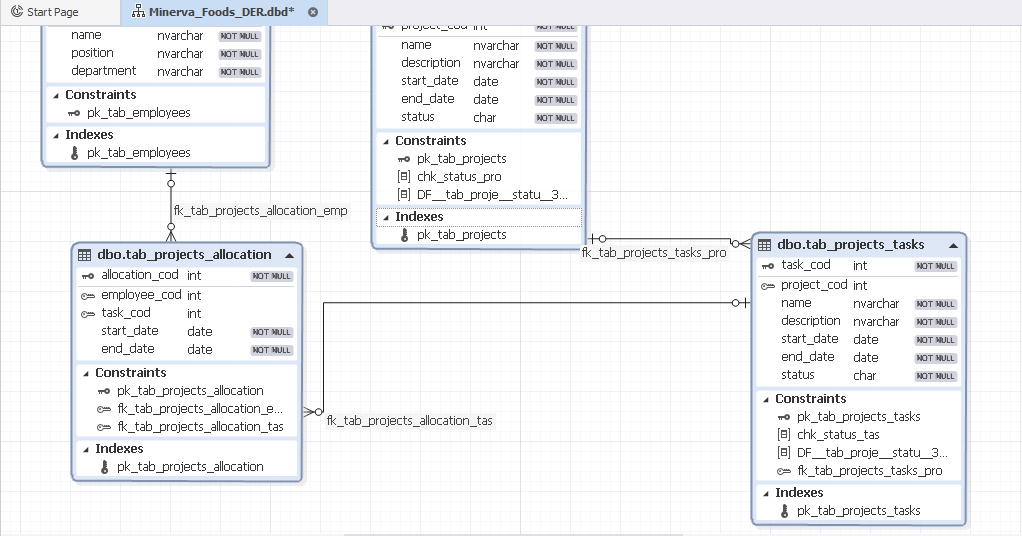 Start Page
Minerva_Foods_DER.dbd*
name nvarchar NOT NULL
position nvarchar NOT NULL
department nvarchar NOT NULL
Constraints
pk_tab_employees
Indexes
pk_tab_employees
project_cod int NOT NULL
name nvarchar NOT NULL
description nvarchar NOT NULL
start_date date NOT NULL
end_date date NOT NULL
status char NOT NULL
Constraints
pk_tab_projects
chk_status_pro
DF__tab_proje__statu__3...
Indexes
pk_tab_projects
fk_tab_projects_allocation_emp
fk_tab_projects_tasks_pro
dbo.tab_projects_allocation
allocation_cod int NOT NULL
employee_cod int
task_cod int
start_date date NOT NULL
end_date date NOT NULL
Constraints
pk_tab_projects_allocation
fk_tab_projects_allocation_e...
fk_tab_projects_allocation_tas
Indexes
pk_tab_projects_allocation
fk_tab_projects_allocation_tas
dbo.tab_projects_tasks
task_cod int NOT NULL
project_cod int
name nvarchar NOT NULL
description nvarchar NOT NULL
start_date date NOT NULL
end_date date NOT NULL
status char NOT NULL
Constraints
pk_tab_projects_tasks
chk_status_tas
DF__tab_proje__statu__3...
fk_tab_projects_tasks_pro
Indexes
pk_tab_projects_tasks